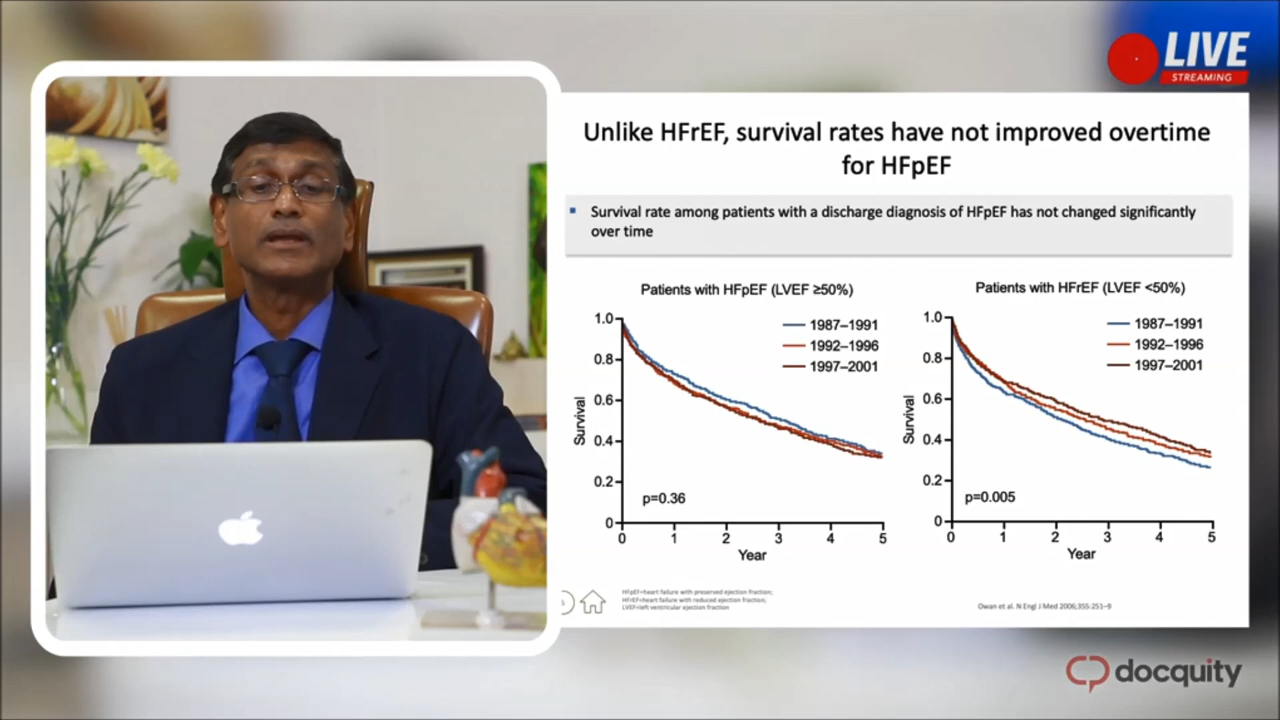 LIVE
STREAMING
Unlike HFrEF, survival rates have not improved overtime
for HFpEF
Survival rate among patients with a discharge diagnosis of HFpEF has not changed significantly
over time
Patients with HFpEF (LVEF ≥50%)
1.0
0.8
0.6
0.4
0.2
0
Survival
1987–1991
1992–1996
1997–2001
p=0.36
0 1 2 3 4 5
Year
Patients with HFrEF (LVEF <50%)
1.0
0.8
0.6
0.4
0.2
0
Survival
1987–1991
1992–1996
1997–2001
p=0.005
0 1 2 3 4 5
Year
HFpEF=heart failure with preserved ejection fraction;
HFrEF=heart failure with reduced ejection fraction;
LVEF=left ventricular ejection fraction
Owan et al. N Engl J Med 2006;355:251–9
docquity